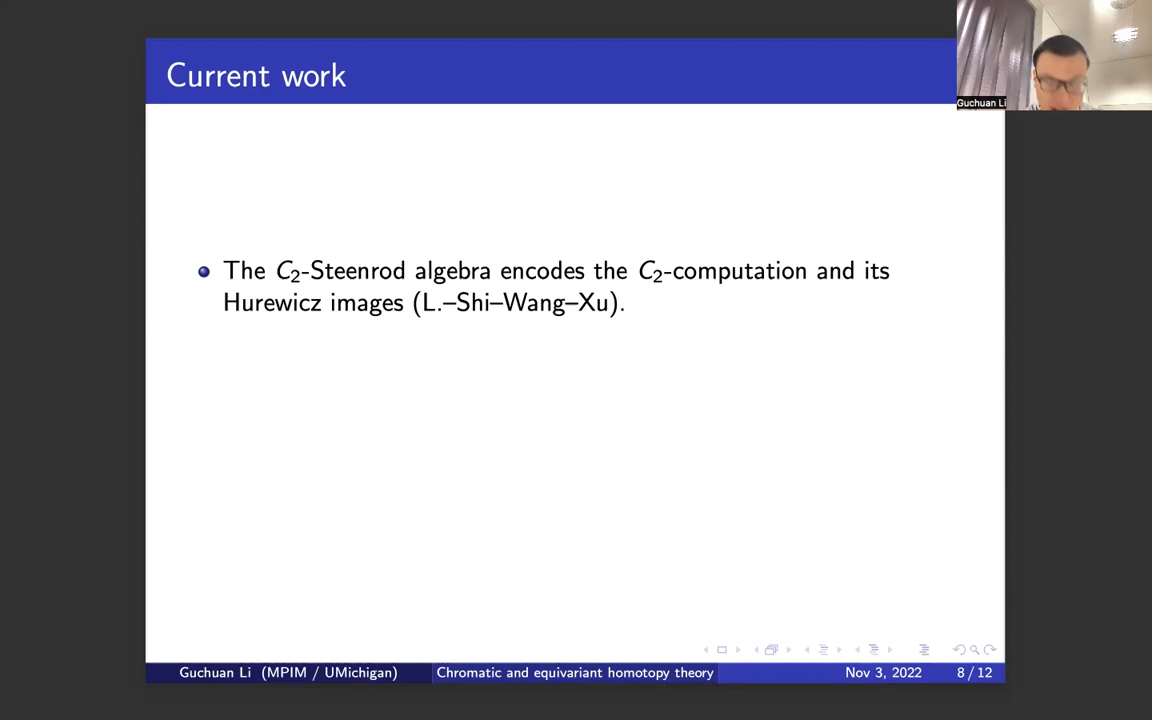 Current work
Guchuan Li
The C₂-Steenrod algebra encodes the C₂-computation and its
Hurewicz images (L.–Shi–Wang–Xu).
Guchuan Li (MPIM / UMichigan)
Chromatic and equivariant homotopy theory
Nov 3, 2022
8 / 12